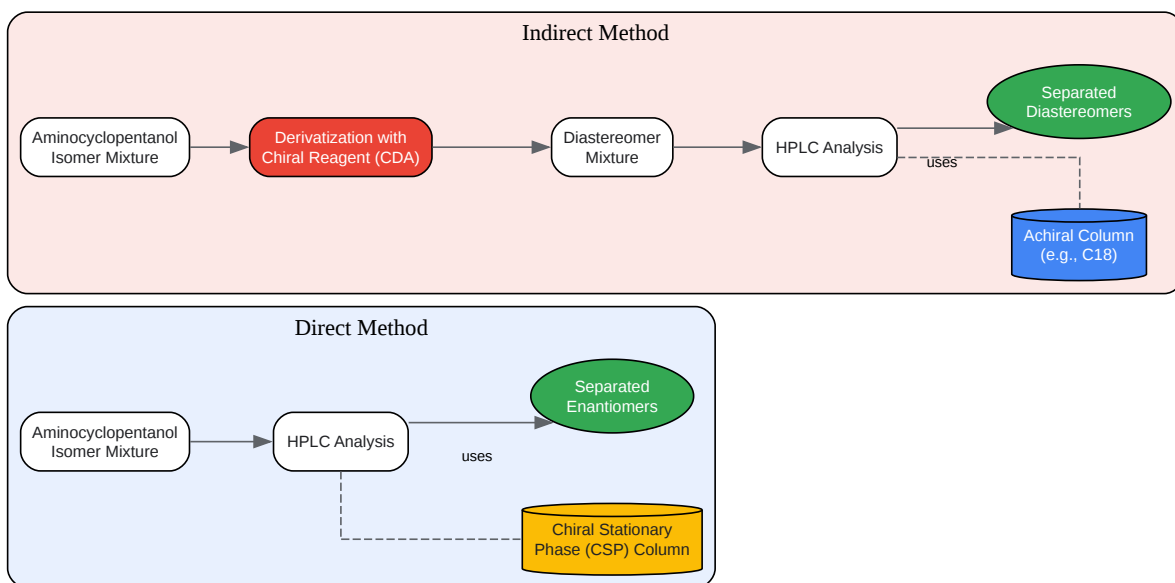 Indirect Method
Aminocyclopentanol
Isomer Mixture
Derivatization with
Chiral Reagent (CDA)
Diastereomer
Mixture
HPLC Analysis
Separated
Diastereomers
uses
Achiral Column
(e.g., C18)
Direct Method
Aminocyclopentanol
Isomer Mixture
HPLC Analysis
Separated
Enantiomers
uses
Chiral Stationary
Phase (CSP) Column